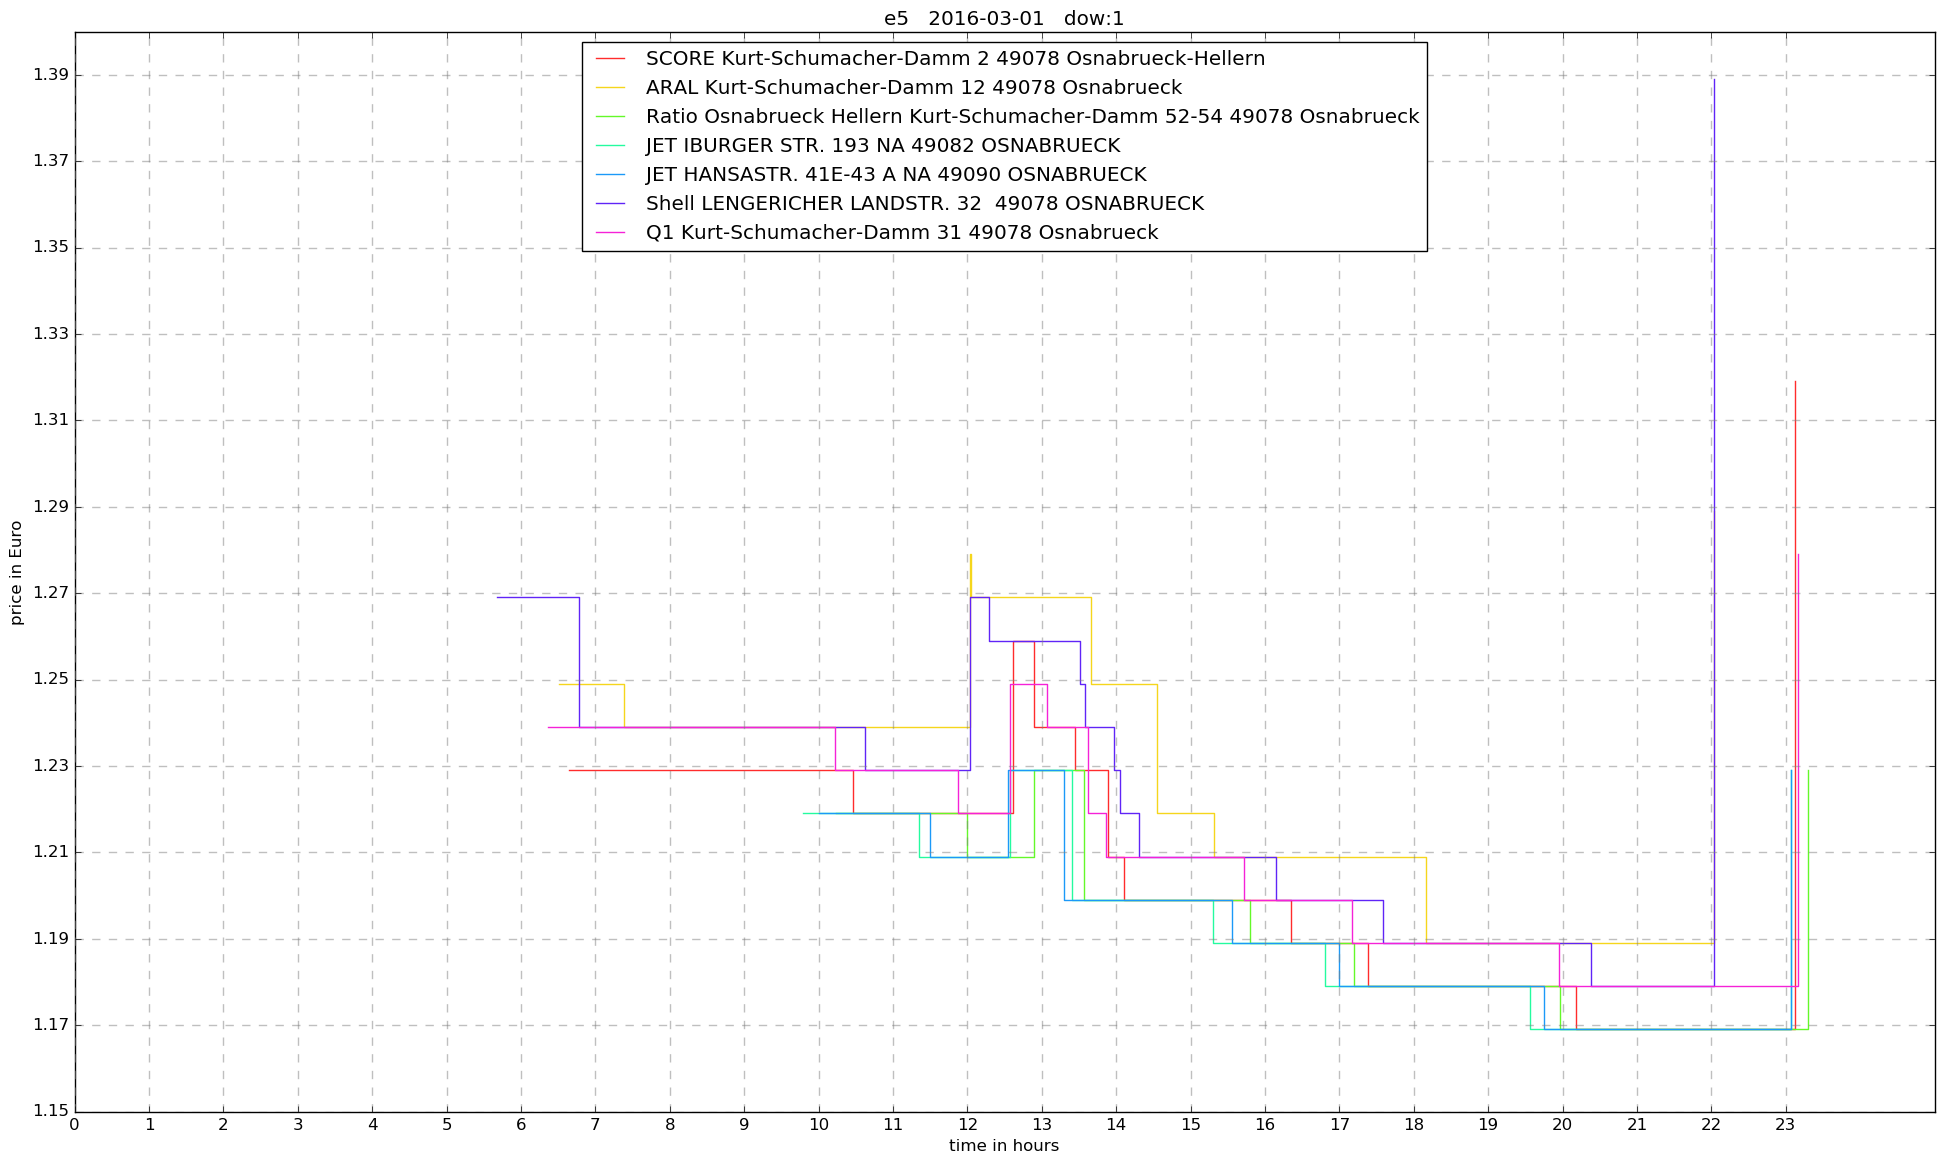 e5   2016-03-01   dow:1
SCORE Kurt-Schumacher-Damm 2 49078 Osnabrueck-Hellern
ARAL Kurt-Schumacher-Damm 12 49078 Osnabrueck
Ratio Osnabrueck Hellern Kurt-Schumacher-Damm 52-54 49078 Osnabrueck
JET IBURGER STR. 193 NA 49082 OSNABRUECK
JET HANSASTR. 41E-43 A NA 49090 OSNABRUECK
Shell LENGERICHER LANDSTR. 32  49078 OSNABRUECK
Q1 Kurt-Schumacher-Damm 31 49078 Osnabrueck
price in Euro
1.39
1.37
1.35
1.33
1.31
1.29
1.27
1.25
1.23
1.21
1.19
1.17
1.15
0 1 2 3 4 5 6 7 8 9 10 11 12 13 14 15 16 17 18 19 20 21 22 23
time in hours